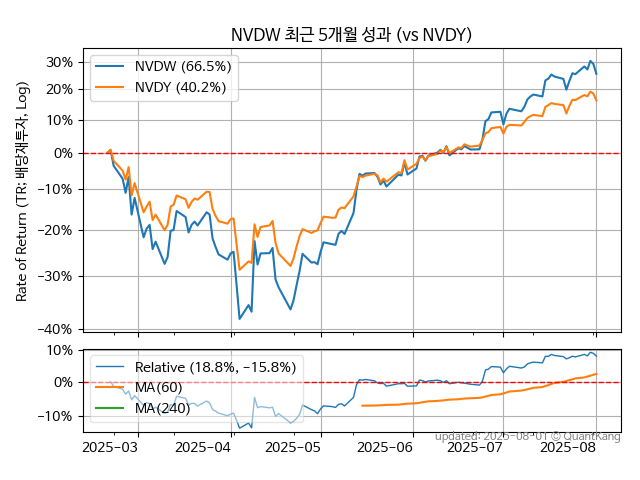 NVDW 최근 5개월 성과 (vs NVDY)
Rate of Return (TR: 배당재투자, Log)
30%
20%
10%
0%
−10%
−20%
−30%
−40%
NVDW (66.5%)
NVDY (40.2%)
10%
0%
−10%
Relative (18.8%, −15.8%)
MA(60)
MA(240)
updated: 2025-08-01 © QuantKang
2025-03
2025-04
2025-05
2025-06
2025-07
2025-08